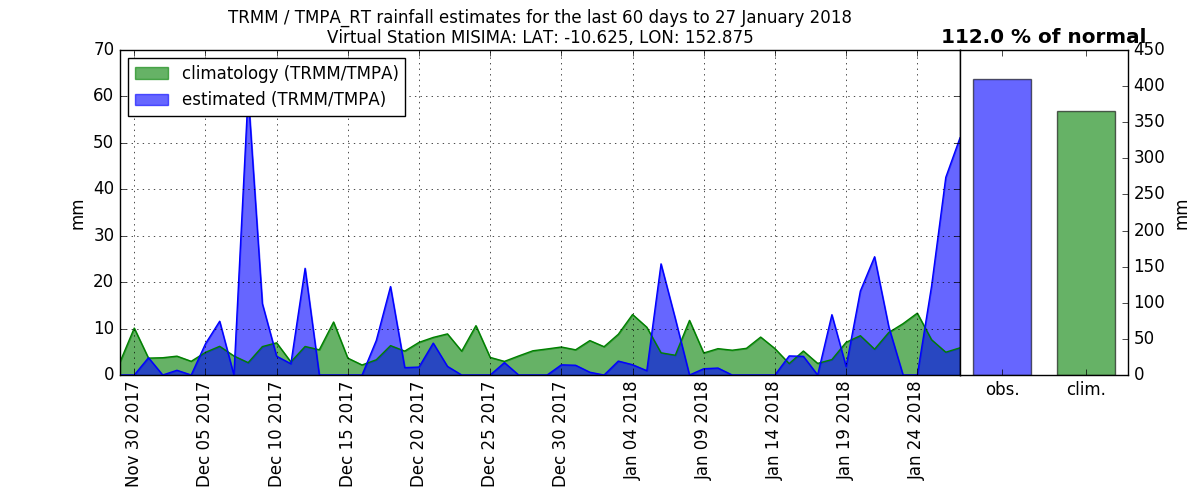 TRMM / TMPA_RT rainfall estimates for the last 60 days to 27 January 2018
Virtual Station MISIMA: LAT: -10.625, LON: 152.875
112.0 % of normal
climatology (TRMM/TMPA)
estimated (TRMM/TMPA)
70
60
50
40
30
20
10
0
mm
450
400
350
300
250
200
150
100
50
0
mm
Nov 30 2017
Dec 05 2017
Dec 10 2017
Dec 15 2017
Dec 20 2017
Dec 25 2017
Dec 30 2017
Jan 04 2018
Jan 09 2018
Jan 14 2018
Jan 19 2018
Jan 24 2018
obs.
clim.